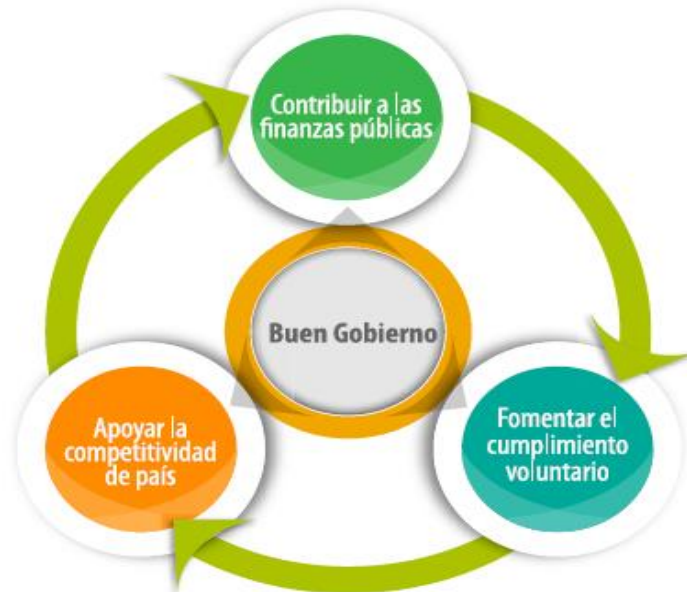 Contribuir a las
finanzas públicas
Buen Gobierno
Apoyar la
competitividad
de país
Fomentar el
cumplimiento
voluntario